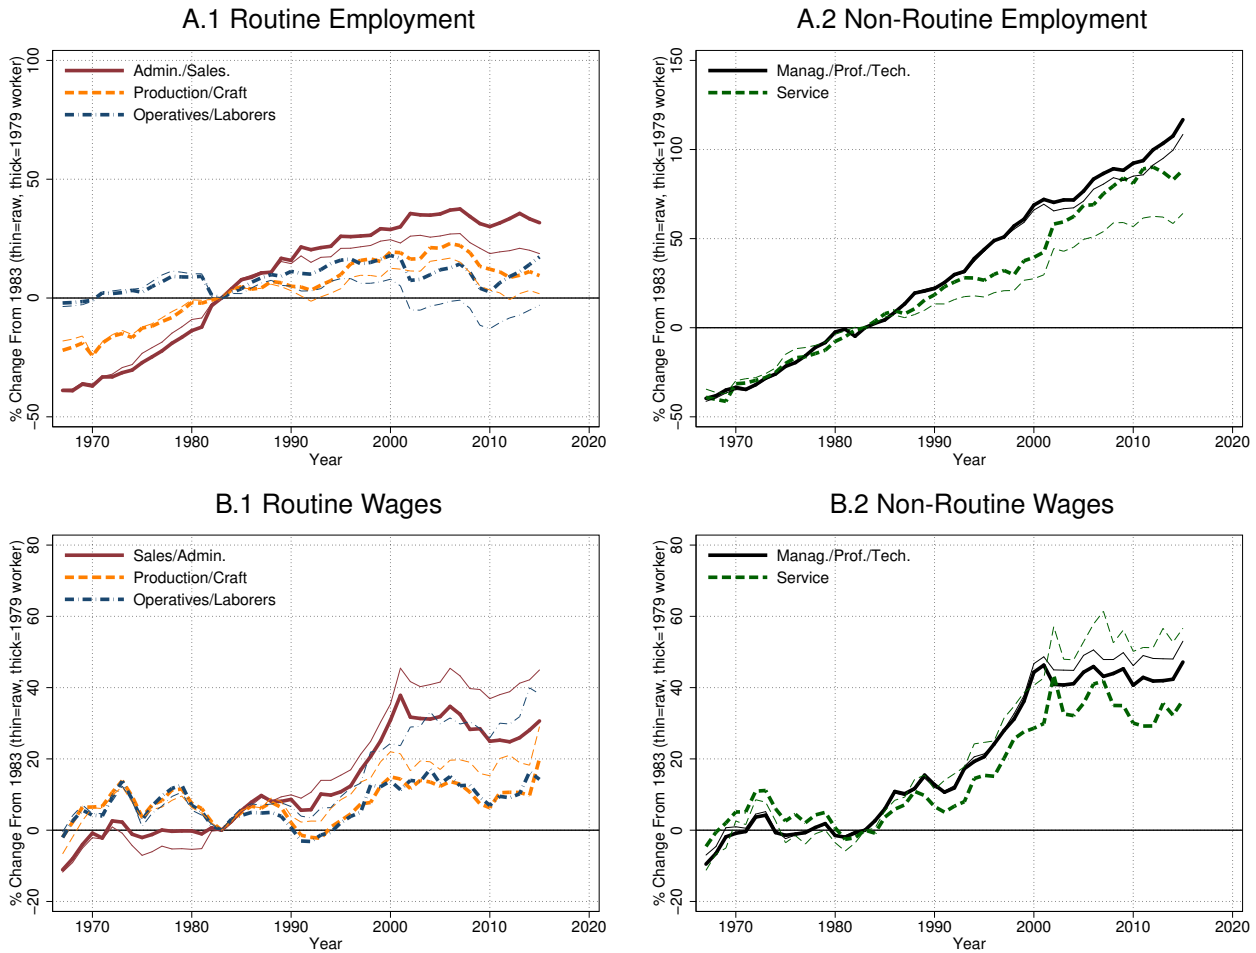 A.1 Routine Employment
% Change From 1983 (thin=raw, thick=1979 worker)
100
50
0
−50
Admin./Sales.
Production/Craft
Operatives/Laborers
1970 1980 1990 2000 2010 2020
Year
A.2 Non-Routine Employment
% Change From 1983 (thin=raw, thick=1979 worker)
150
100
50
0
−50
Manag./Prof./Tech.
Service
1970 1980 1990 2000 2010 2020
Year
B.1 Routine Wages
% Change From 1983 (thin=raw, thick=1979 worker)
80
60
40
20
0
−20
Sales/Admin.
Production/Craft
Operatives/Laborers
1970 1980 1990 2000 2010 2020
Year
B.2 Non-Routine Wages
% Change From 1983 (thin=raw, thick=1979 worker)
80
60
40
20
0
−20
Manag./Prof./Tech.
Service
1970 1980 1990 2000 2010 2020
Year